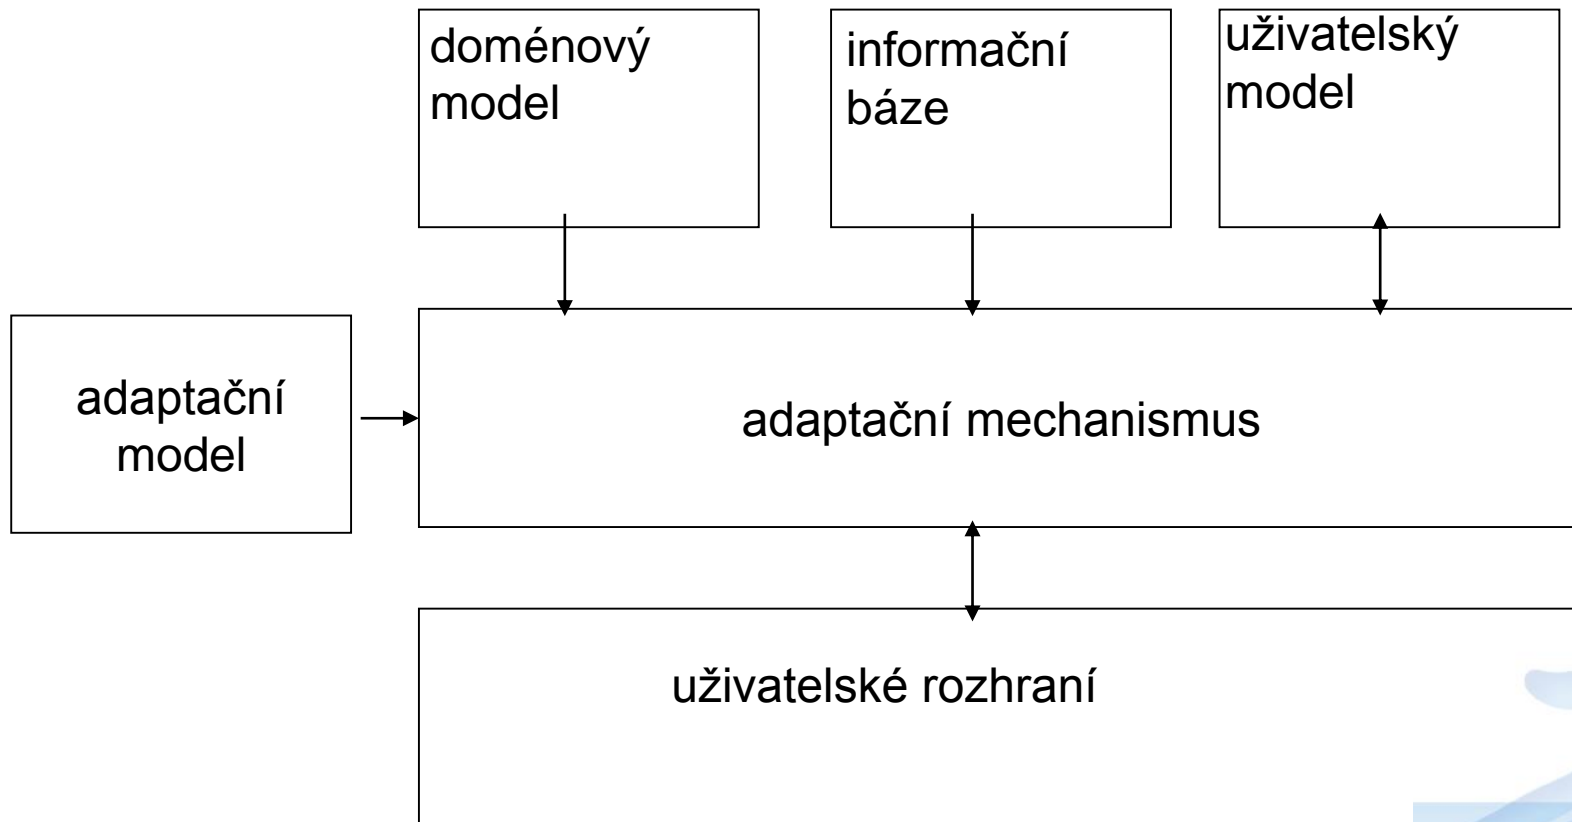 doménový
model
informační
báze
uživatelský
model
adaptační
model
adaptační mechanismus
uživatelské rozhraní